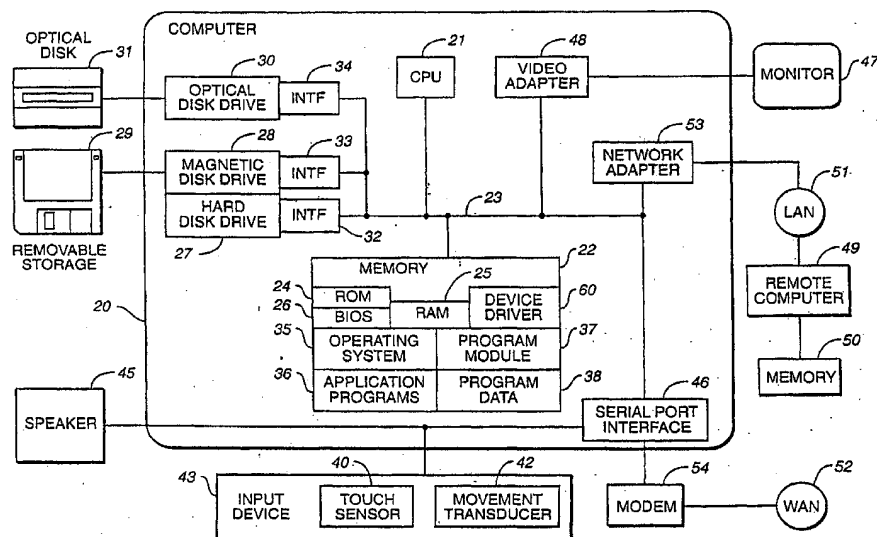 OPTICAL
DISK
31
COMPUTER
30
OPTICAL
DISK DRIVE
34
INTF
21
CPU
48
VIDEO
ADAPTER
MONITOR
47
29
REMOVABLE
STORAGE
28
MAGNETIC
DISK DRIVE
33
INTF
HARD
DISK DRIVE
27
INTF
32
23
53
NETWORK
ADAPTER
51
LAN
49
REMOTE
COMPUTER
50
MEMORY
20
22
MEMORY
24
ROM
25
RAM
26
BIOS
DEVICE
DRIVER
60
35
OPERATING
SYSTEM
PROGRAM
MODULE
37
36
APPLICATION
PROGRAMS
PROGRAM
DATA
38
45
SPEAKER
46
SERIAL PORT
INTERFACE
43
INPUT
DEVICE
40
TOUCH
SENSOR
42
MOVEMENT
TRANSDUCER
54
MODEM
52
WAN